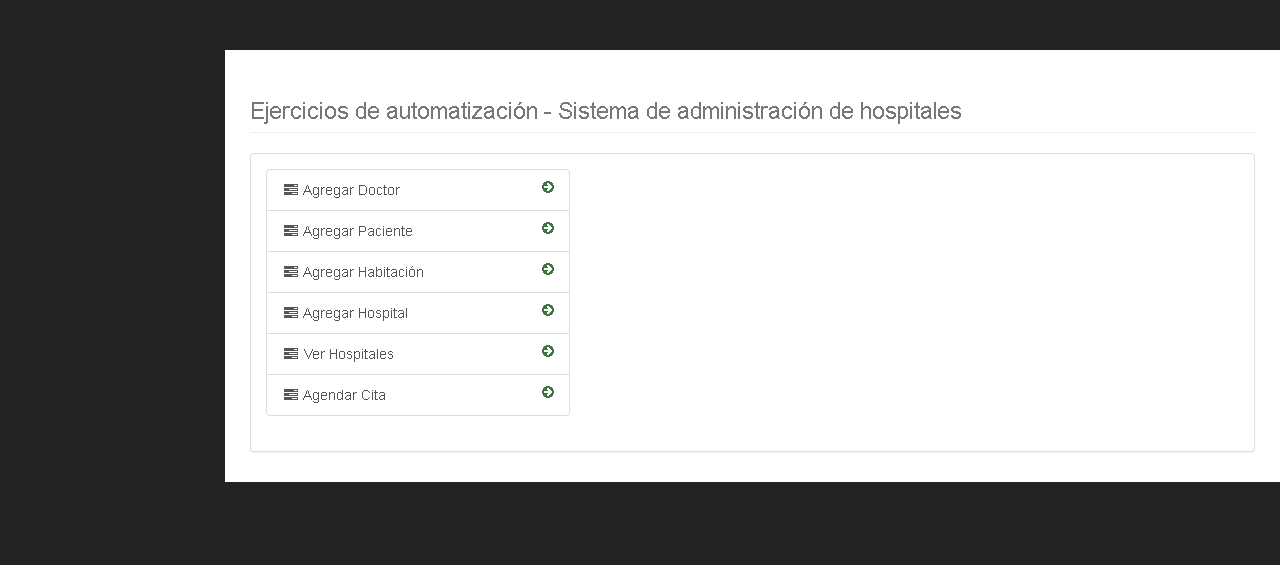 Ejercicios de automatización - Sistema de administración de hospitales
Agregar Doctor
Agregar Paciente
Agregar Habitación
Agregar Hospital
Ver Hospitales
Agendar Cita